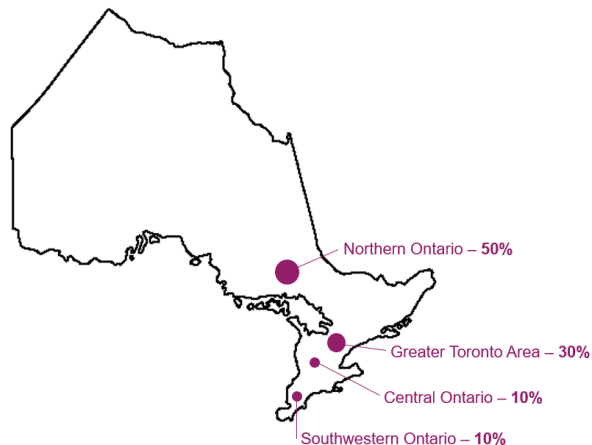 Northern Ontario – 50%
Greater Toronto Area – 30%
Central Ontario – 10%
Southwestern Ontario – 10%